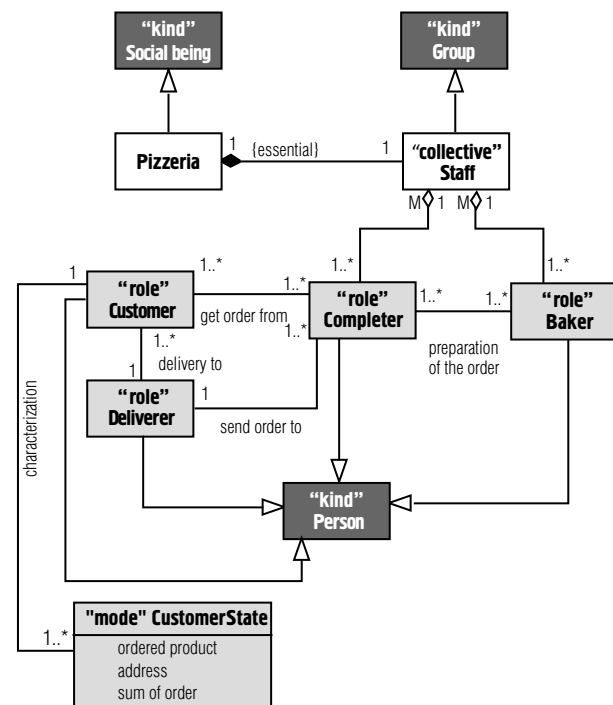 “kind”
Social being
“kind”
Group
Pizzeria
1
{essential}
1
“collective”
Staff
M
1
M
1
1
“role”
Customer
1..*
get order from
1..*
1..*
1..*
“role”
Completer
1..*
preparation
of the order
1..*
1..*
“role”
Baker
1..*
delivery to
1
“role”
Deliverer
1
send order to
characterization
“kind”
Person
1..*
"mode" CustomerState
ordered product
address
sum of order